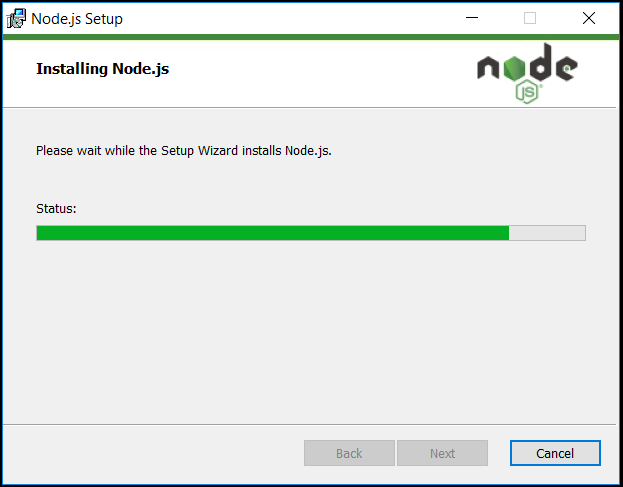 Node.js Setup
Installing Node.js
node
JS
Please wait while the Setup Wizard installs Node.js.
Status:
Back
Next
Cancel